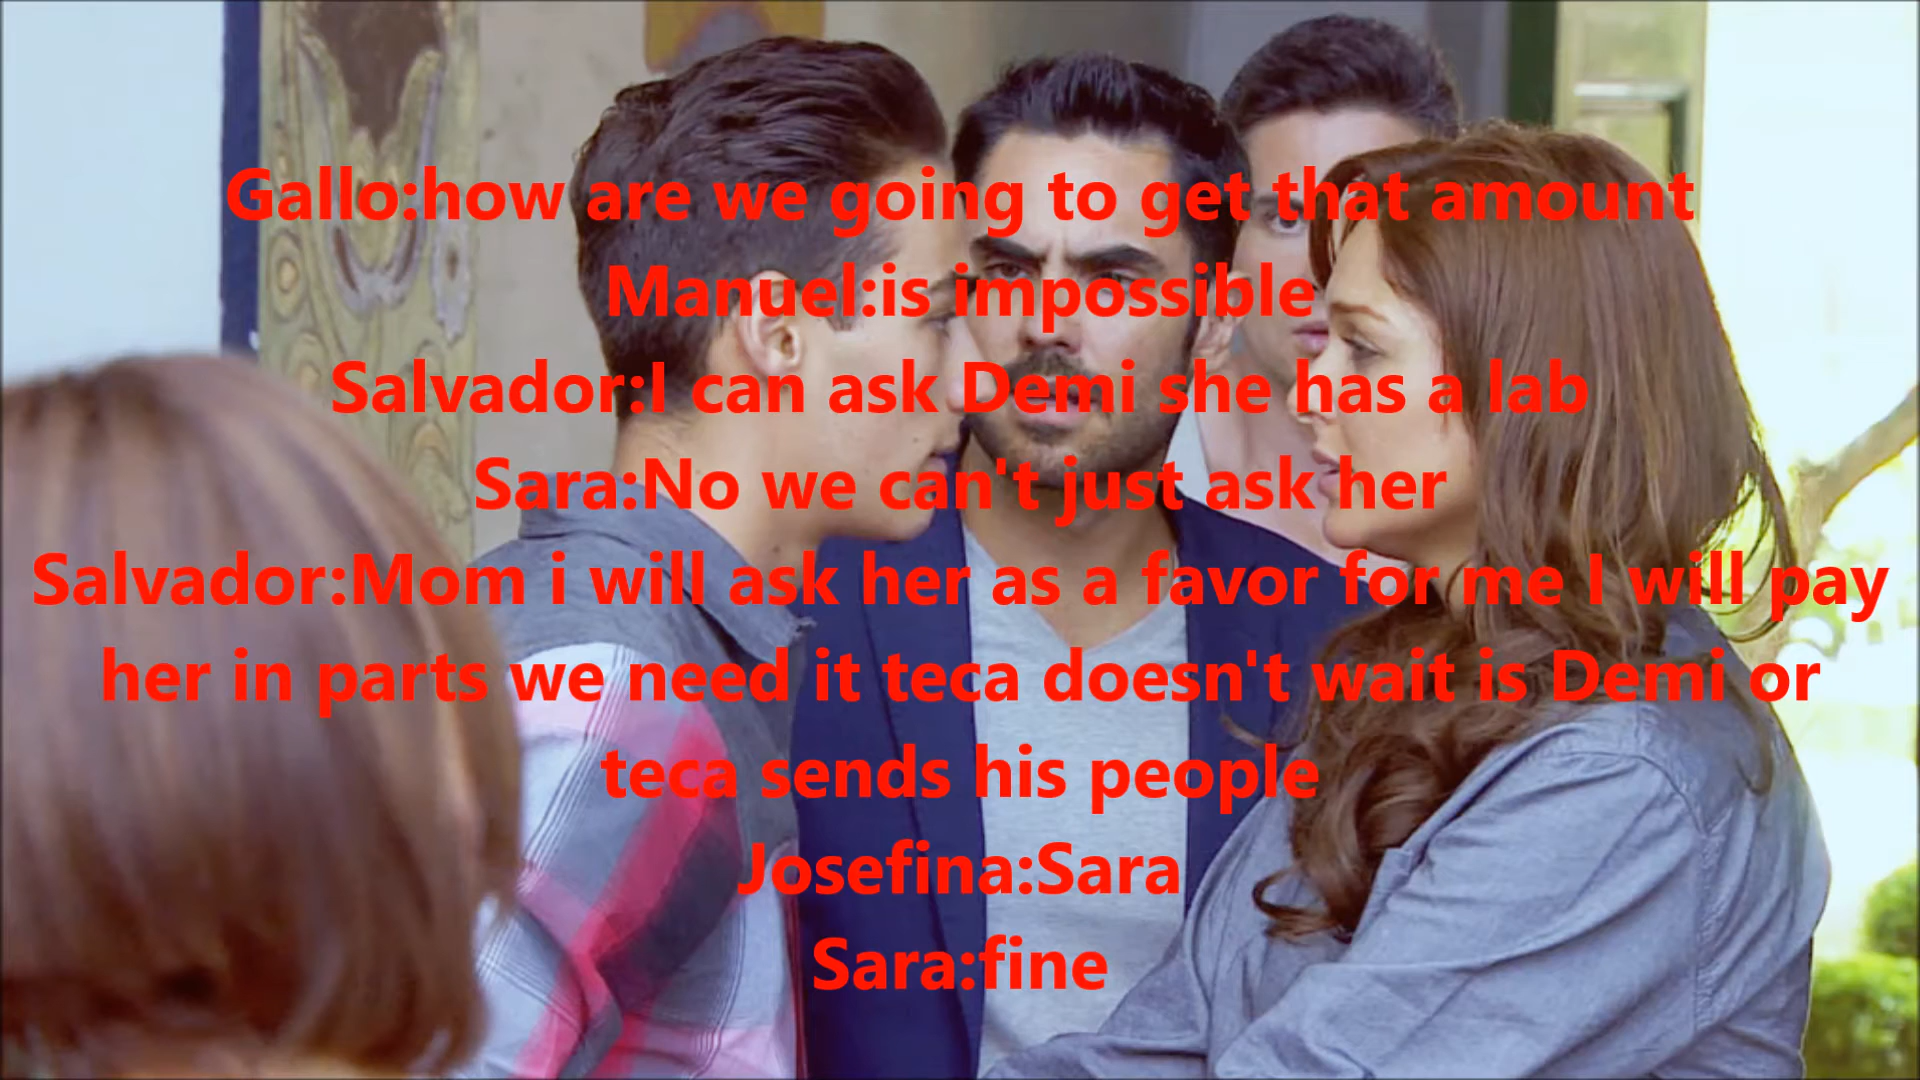 Gallo:how are we going to get that amount
Manuel:is impossible
Salvador:I can ask Demi she has a lab
Sara:No we can't just ask her
Salvador:Mom i will ask her as a favor for me I will pay
her in parts we need it teca doesn't wait is Demi or
teca sends his people
Josefina:Sara
Sara:fine